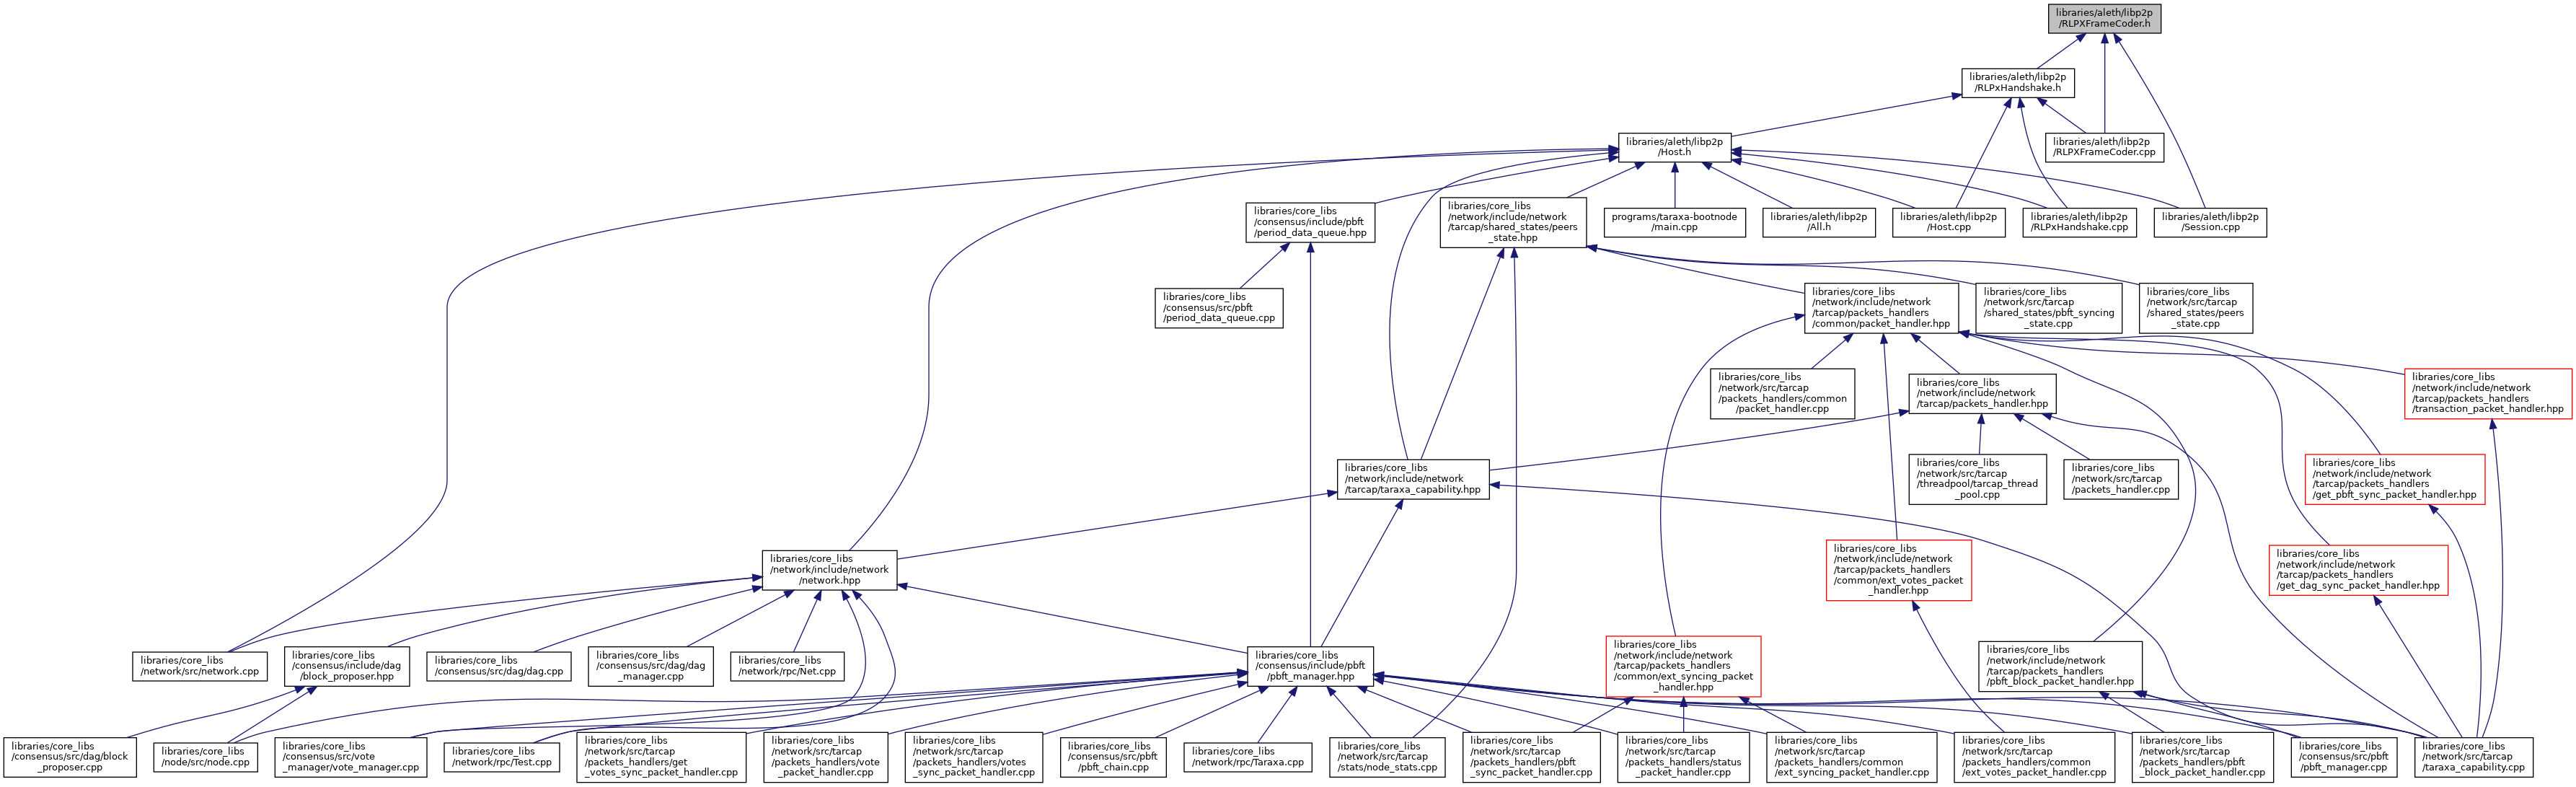 libraries/aleth/libp2p
/RLPXFrameCoder.h
libraries/aleth/libp2p
/RLPxHandshake.h
libraries/aleth/libp2p
/Host.h
libraries/aleth/libp2p
/RLPXFrameCoder.cpp
libraries/core_libs
/consensus/include/pbft
/period_data_queue.hpp
libraries/core_libs
/network/include/network
/tarcap/shared_states/peers
_state.hpp
programs/taraxa-bootnode
/main.cpp
libraries/aleth/libp2p
/All.h
libraries/aleth/libp2p
/Host.cpp
libraries/aleth/libp2p
/RLPxHandshake.cpp
libraries/aleth/libp2p
/Session.cpp
libraries/core_libs
/consensus/src/pbft
/period_data_queue.cpp
libraries/core_libs
/network/include/network
/tarcap/packets_handlers
/common/packet_handler.hpp
libraries/core_libs
/network/src/tarcap
/shared_states/pbft_syncing
_state.cpp
libraries/core_libs
/network/src/tarcap
/shared_states/peers
_state.cpp
libraries/core_libs
/network/src/tarcap
/packets_handlers/common
/packet_handler.cpp
libraries/core_libs
/network/include/network
/tarcap/packets_handler.hpp
libraries/core_libs
/network/include/network
/tarcap/packets_handlers
/transaction_packet_handler.hpp
libraries/core_libs
/network/include/network
/tarcap/taraxa_capability.hpp
libraries/core_libs
/network/src/tarcap
/threadpool/tarcap_thread
_pool.cpp
libraries/core_libs
/network/src/tarcap
/packets_handler.cpp
libraries/core_libs
/network/include/network
/tarcap/packets_handlers
/get_pbft_sync_packet_handler.hpp
libraries/core_libs
/network/include/network
/network.hpp
libraries/core_libs
/network/include/network
/tarcap/packets_handlers
/common/ext_votes_packet
_handler.hpp
libraries/core_libs
/network/include/network
/tarcap/packets_handlers
/get_dag_sync_packet_handler.hpp
libraries/core_libs
/network/src/network.cpp
libraries/core_libs
/consensus/include/dag
/block_proposer.hpp
libraries/core_libs
/consensus/src/dag/dag.cpp
libraries/core_libs
/consensus/src/dag/dag
_manager.cpp
libraries/core_libs
/network/rpc/Net.cpp
libraries/core_libs
/consensus/include/pbft
/pbft_manager.hpp
libraries/core_libs
/network/include/network
/tarcap/packets_handlers
/common/ext_syncing_packet
_handler.hpp
libraries/core_libs
/network/include/network
/tarcap/packets_handlers
/pbft_block_packet_handler.hpp
libraries/core_libs
/consensus/src/dag/block
_proposer.cpp
libraries/core_libs
/node/src/node.cpp
libraries/core_libs
/consensus/src/vote
_manager/vote_manager.cpp
libraries/core_libs
/network/rpc/Test.cpp
libraries/core_libs
/network/src/tarcap
/packets_handlers/get
_votes_sync_packet_handler.cpp
libraries/core_libs
/network/src/tarcap
/packets_handlers/vote
_packet_handler.cpp
libraries/core_libs
/network/src/tarcap
/packets_handlers/votes
_sync_packet_handler.cpp
libraries/core_libs
/consensus/src/pbft
/pbft_chain.cpp
libraries/core_libs
/network/rpc/Taraxa.cpp
libraries/core_libs
/network/src/tarcap
/stats/node_stats.cpp
libraries/core_libs
/network/src/tarcap
/packets_handlers/pbft
_sync_packet_handler.cpp
libraries/core_libs
/network/src/tarcap
/packets_handlers/status
_packet_handler.cpp
libraries/core_libs
/network/src/tarcap
/packets_handlers/common
/ext_syncing_packet_handler.cpp
libraries/core_libs
/network/src/tarcap
/packets_handlers/common
/ext_votes_packet_handler.cpp
libraries/core_libs
/network/src/tarcap
/packets_handlers/pbft
_block_packet_handler.cpp
libraries/core_libs
/consensus/src/pbft
/pbft_manager.cpp
libraries/core_libs
/network/src/tarcap
/taraxa_capability.cpp